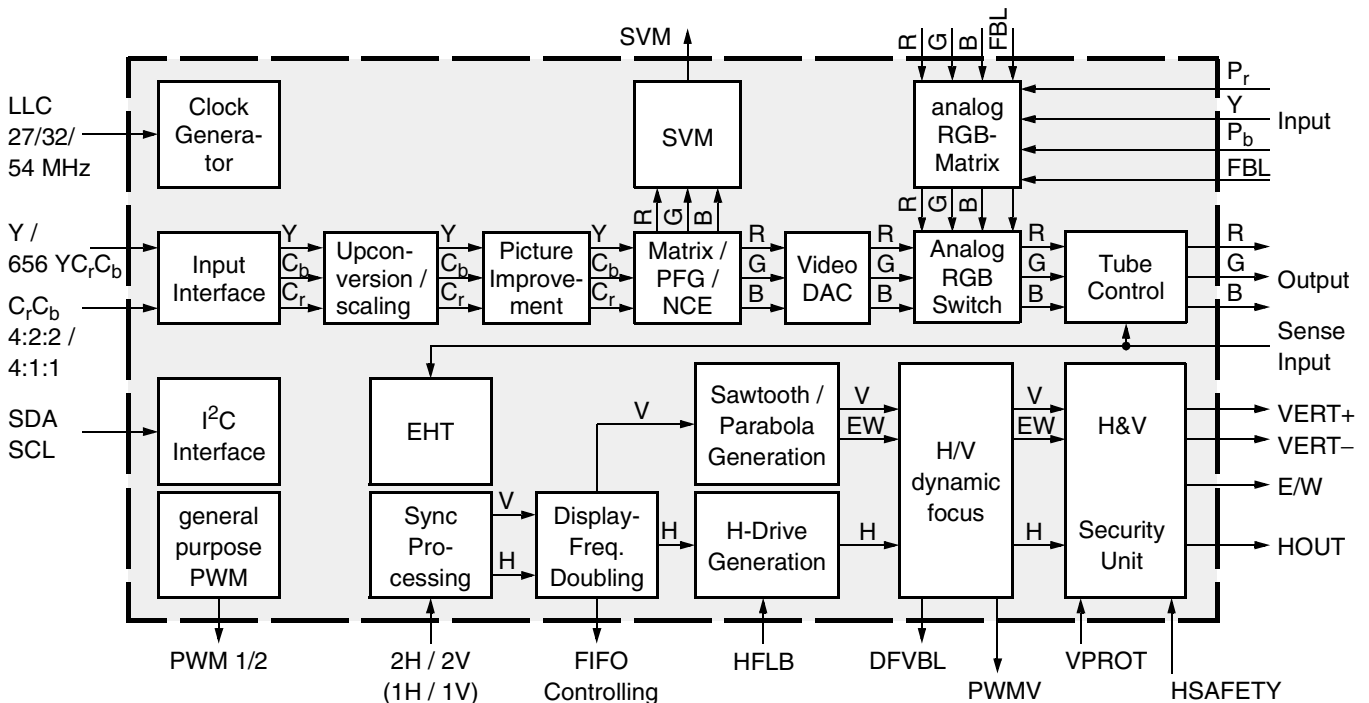 SVM
R
G
B
FBL
LLC
27/32/
54 MHz
Clock
Genera-
tor
SVM
analog
RGB-
Matrix
Pr
Y
Pb
FBL
Input
R
G
B
R
G
B
Y /
656 YCrCb
CrCb
4:2:2 /
4:1:1
Input
Interface
Y
Cb
Cr
Upcon-
version /
scaling
Y
Cb
Cr
Picture
Improve-
ment
Y
Cb
Cr
Matrix /
PFG /
NCE
R
G
B
Video
DAC
R
G
B
Analog
RGB
Switch
R
G
B
Tube
Control
R
G
B
Output
Sense
Input
SDA
SCL
I2C
Interface
EHT
V
Sawtooth /
Parabola
Generation
V
EW
H/V
dynamic
focus
V
EW
H&V
Security
Unit
VERT+
VERT–
E/W
HOUT
general
purpose
PWM
Sync
Pro-
cessing
V
H
Display-
Freq.
Doubling
H
H-Drive
Generation
H
H
PWM 1/2
2H / 2V
(1H / 1V)
FIFO
Controlling
HFLB
DFVBL
PWMV
VPROT
HSAFETY